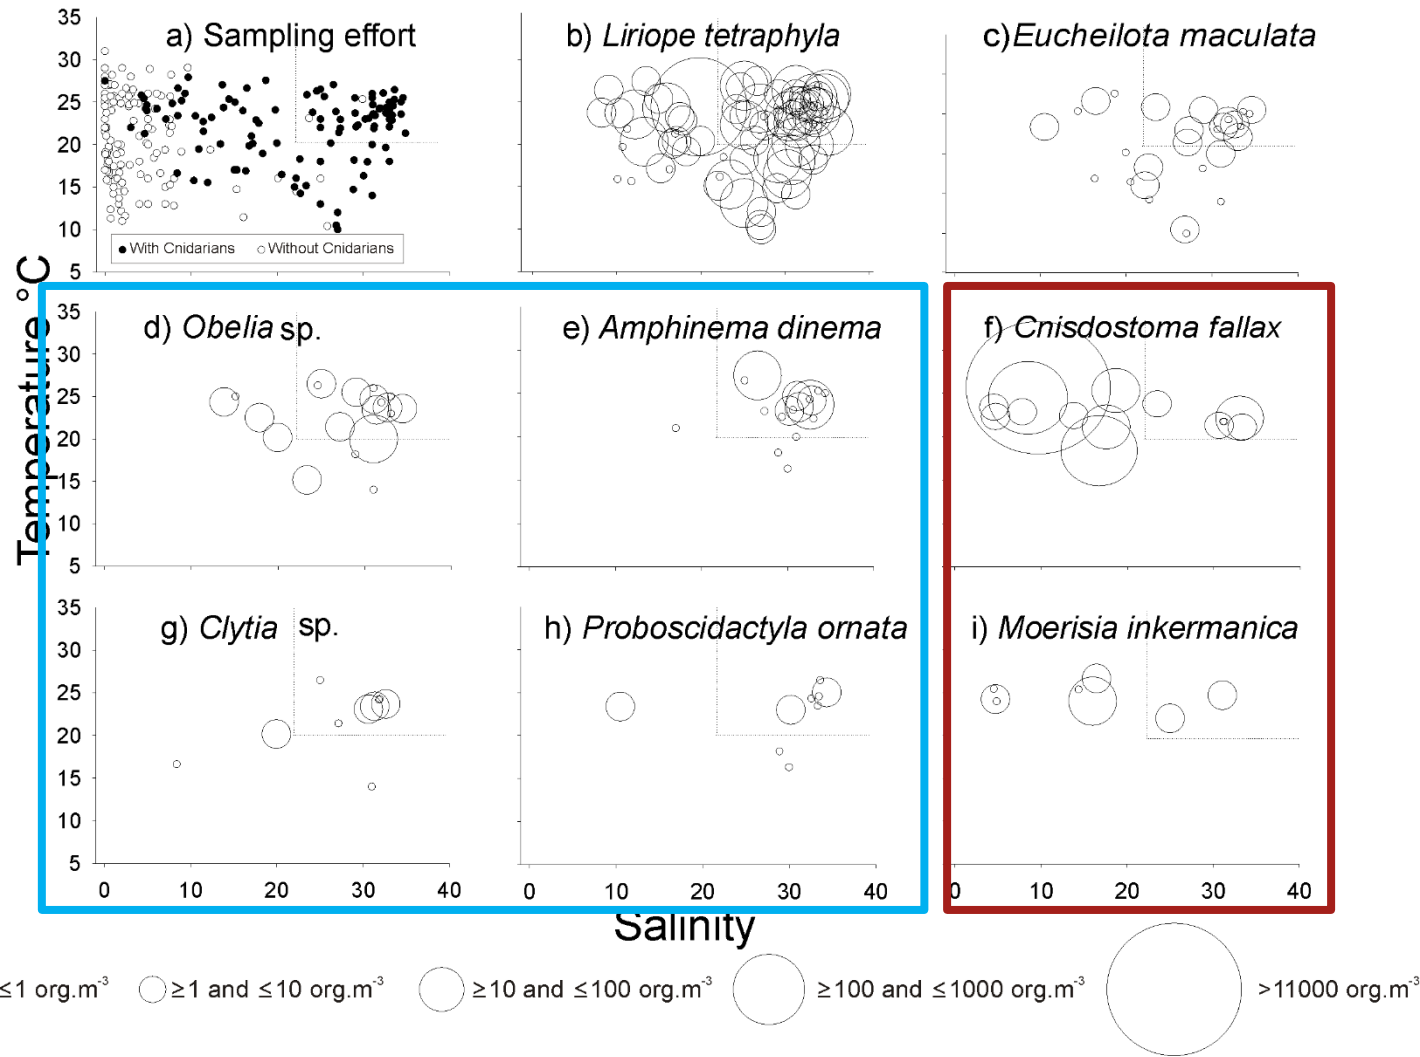 a) Sampling effort
b) Liriope tetraphyla
c)Eucheilota maculata
35
30
25
20
15
10
5
With Cnidarians
Without Cnidarians
Temperature °C
d) Obelia sp.
e) Amphinema dinema
f) Cnisdostoma fallax
35
30
25
20
15
10
5
g) Clytia sp.
h) Proboscidactyla ornata
i) Moerisia inkermanica
35
30
25
20
15
10
5
0 10 20 30 40
0 10 20 30 40
0 10 20 30 40
Salinity
≤1 org.m-3
≥1 and ≤10 org.m-3
≥10 and ≤100 org.m-3
≥100 and ≤1000 org.m-3
>11000 org.m-3